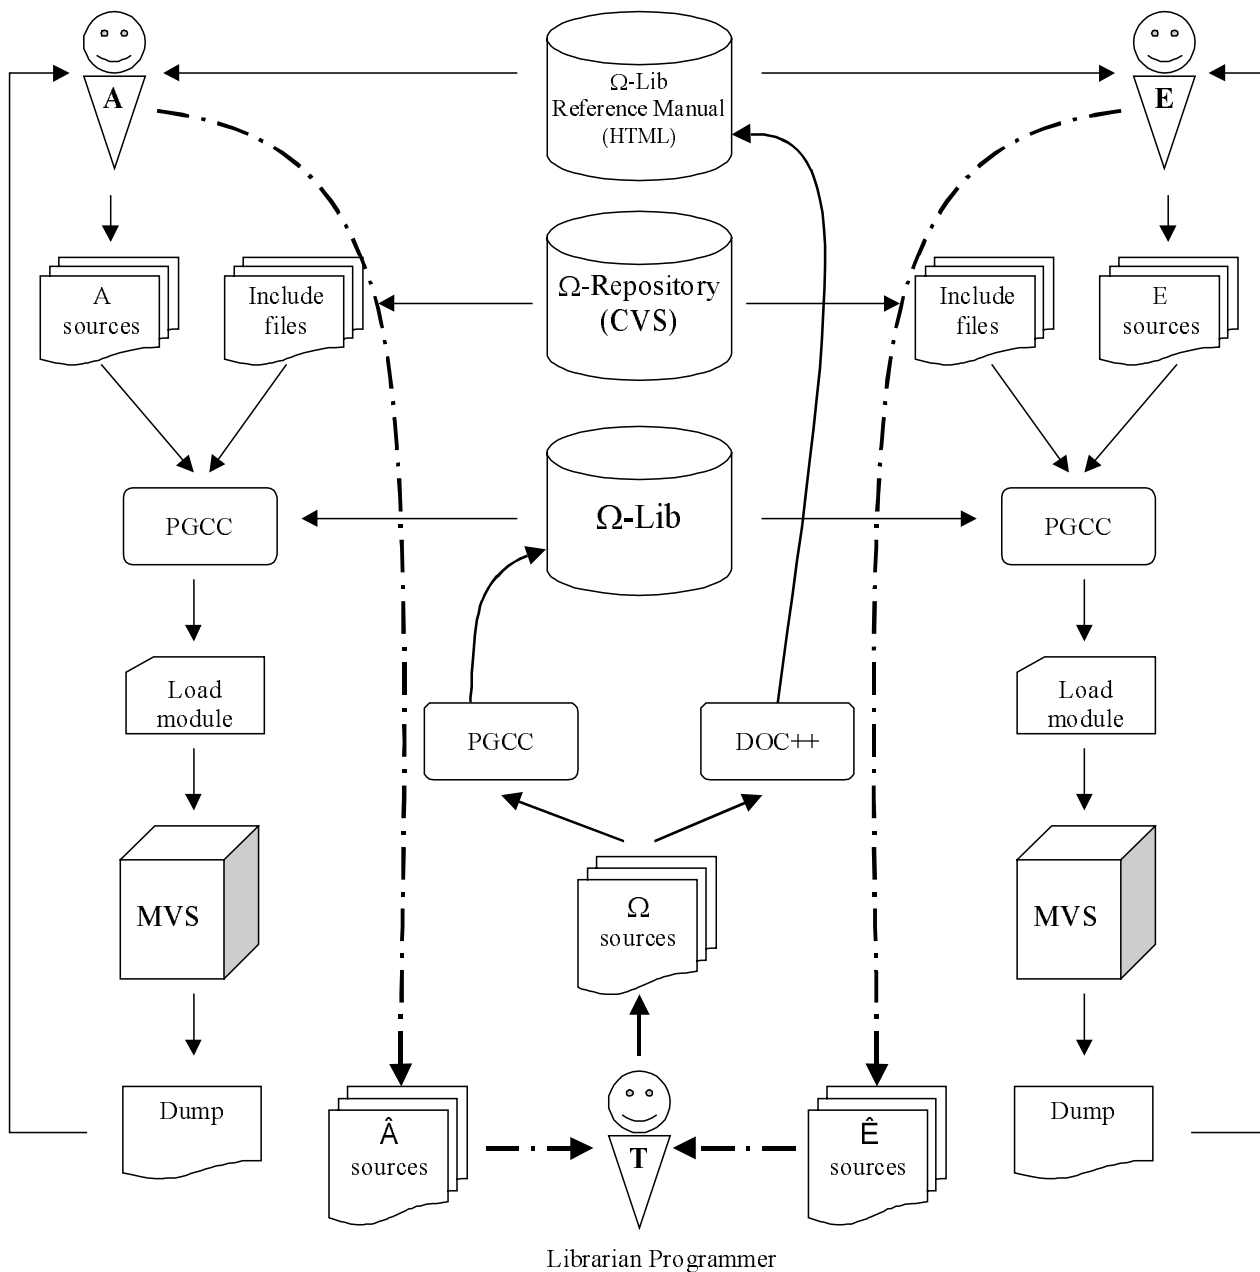 A
Ω-Lib
Reference Manual
(HTML)
E
A
sources
Include
files
Ω-Repository
(CVS)
Include
files
E
sources
PGCC
Ω-Lib
PGCC
Load
module
PGCC
DOC++
Load
module
MVS
Ω
sources
MVS
Dump
Â
sources
T
Ê
sources
Dump
Librarian Programmer